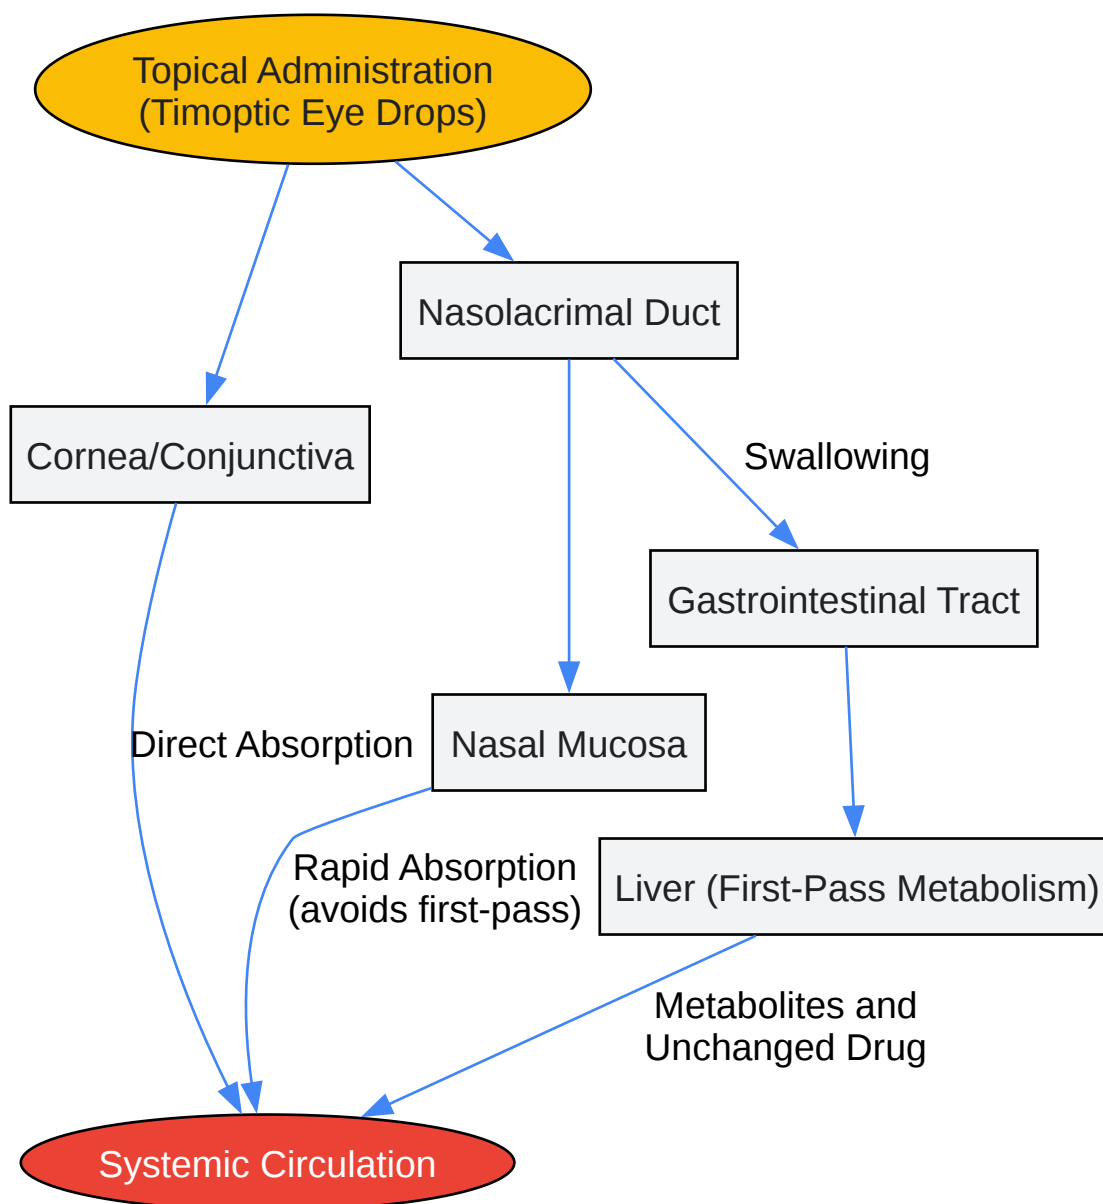 Topical Administration
(Timoptic Eye Drops)
Nasolacrimal Duct
Cornea/Conjunctiva
Swallowing
Gastrointestinal Tract
Direct Absorption
Nasal Mucosa
Rapid Absorption
(avoids first-pass)
Liver (First-Pass Metabolism)
Metabolites and
Unchanged Drug
Systemic Circulation